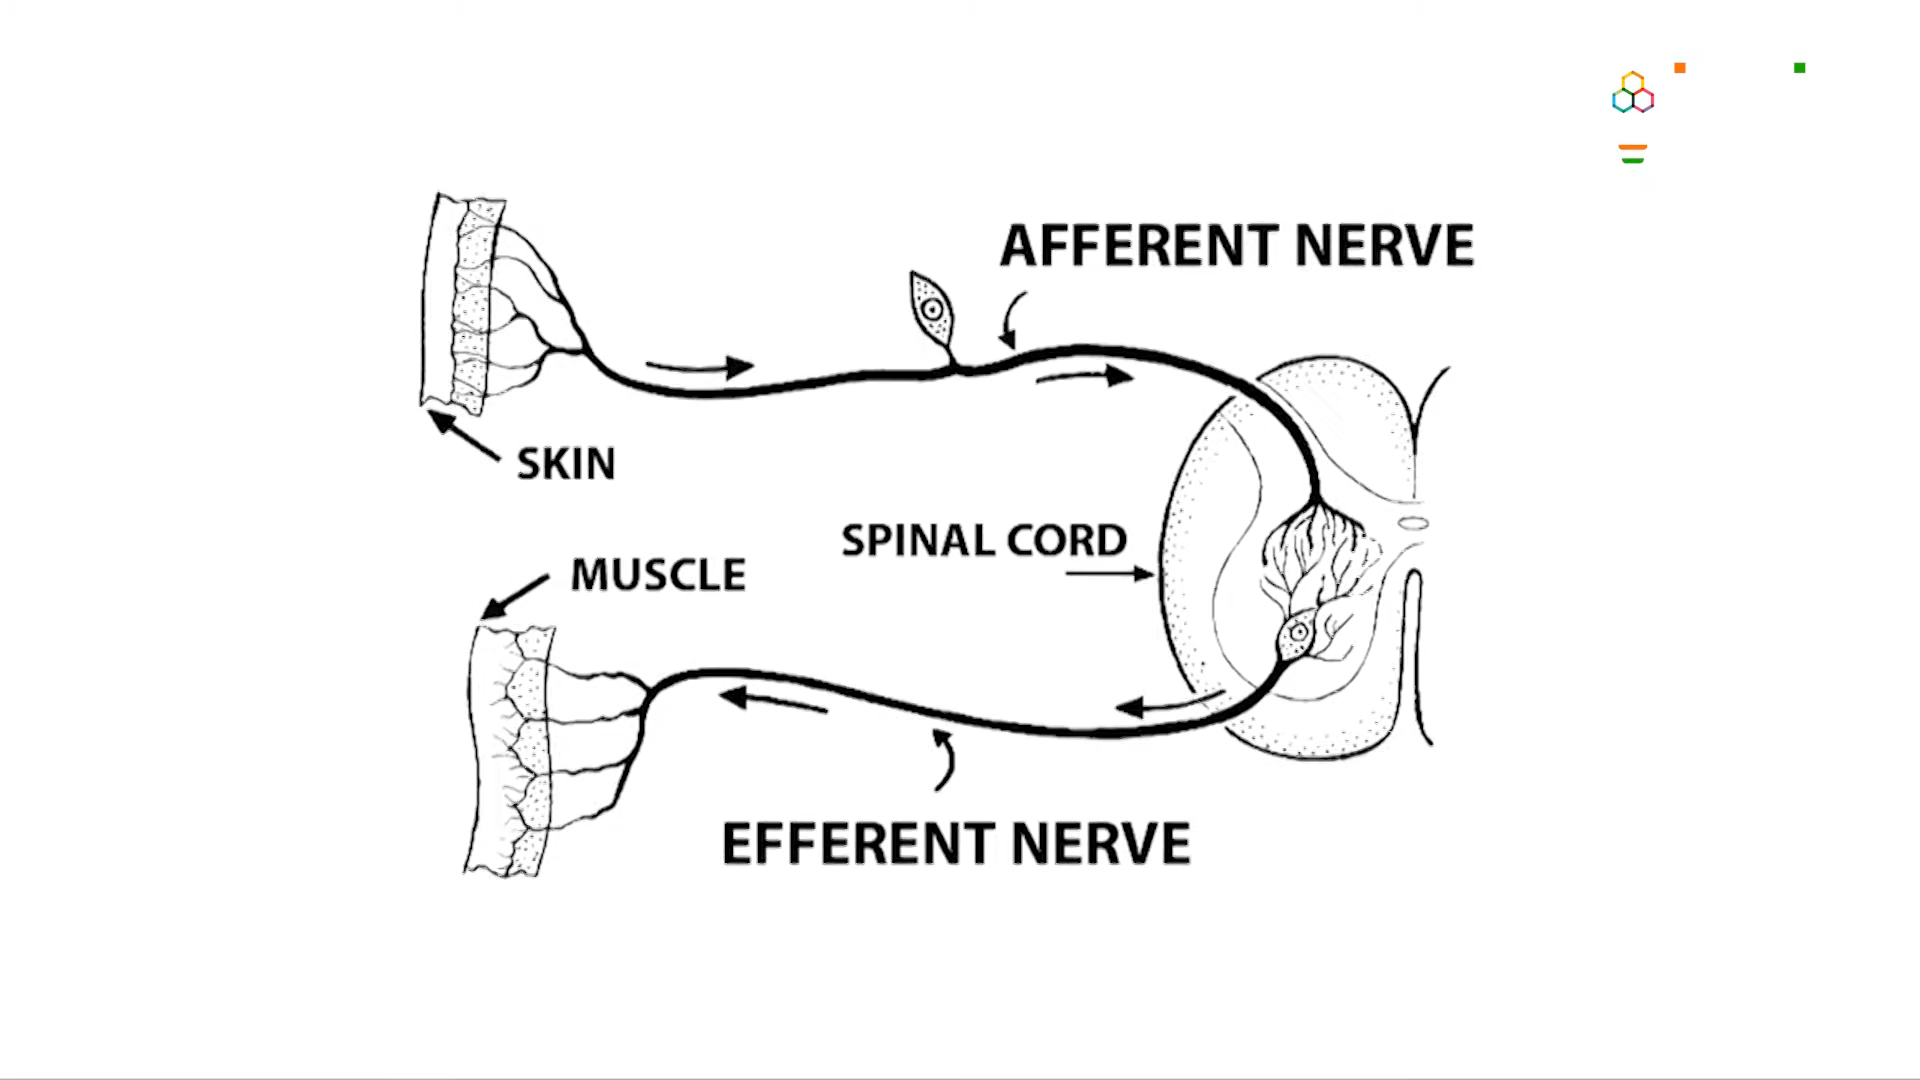 AFFERENT NERVE
SKIN
SPINAL CORD
MUSCLE
EFFERENT NERVE